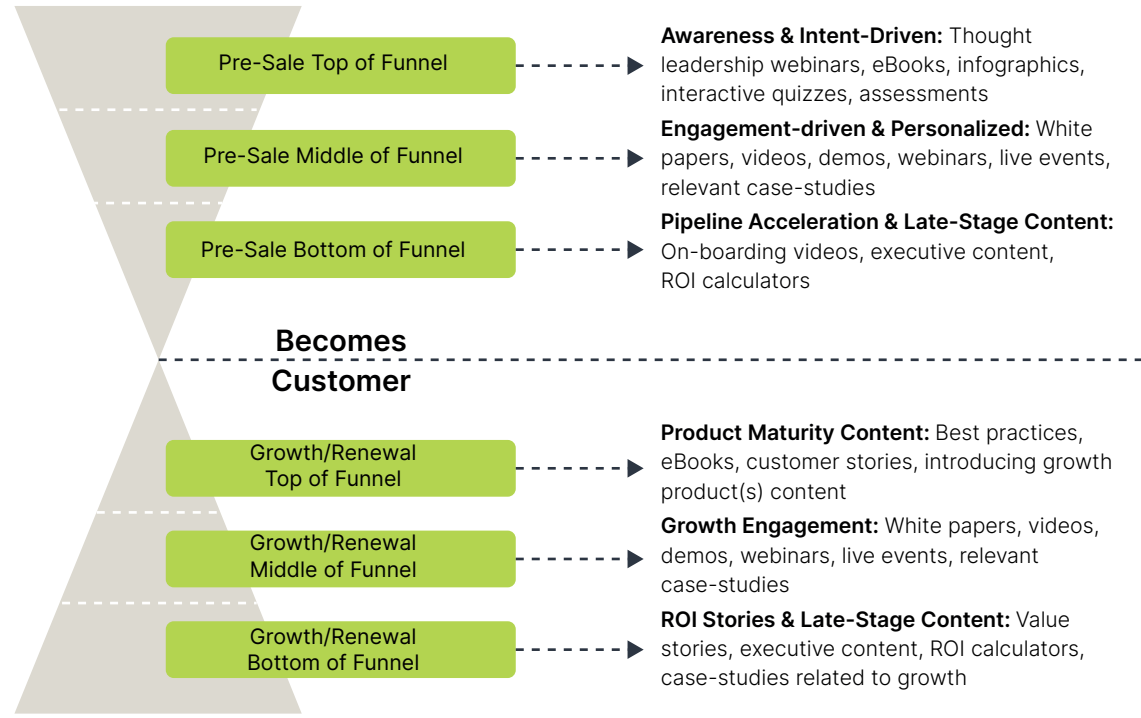 Pre-Sale Top of Funnel
Awareness & Intent-Driven: Thought
leadership webinars, eBooks, infographics,
interactive quizzes, assessments
Pre-Sale Middle of Funnel
Engagement-driven & Personalized: White
papers, videos, demos, webinars, live events,
relevant case-studies
Pre-Sale Bottom of Funnel
Pipeline Acceleration & Late-Stage Content:
On-boarding videos, executive content,
ROI calculators
Becomes
Customer
Growth/Renewal
Top of Funnel
Product Maturity Content: Best practices,
eBooks, customer stories, introducing growth
product(s) content
Growth/Renewal
Middle of Funnel
Growth Engagement: White papers, videos,
demos, webinars, live events, relevant
case-studies
Growth/Renewal
Bottom of Funnel
ROI Stories & Late-Stage Content: Value
stories, executive content, ROI calculators,
case-studies related to growth